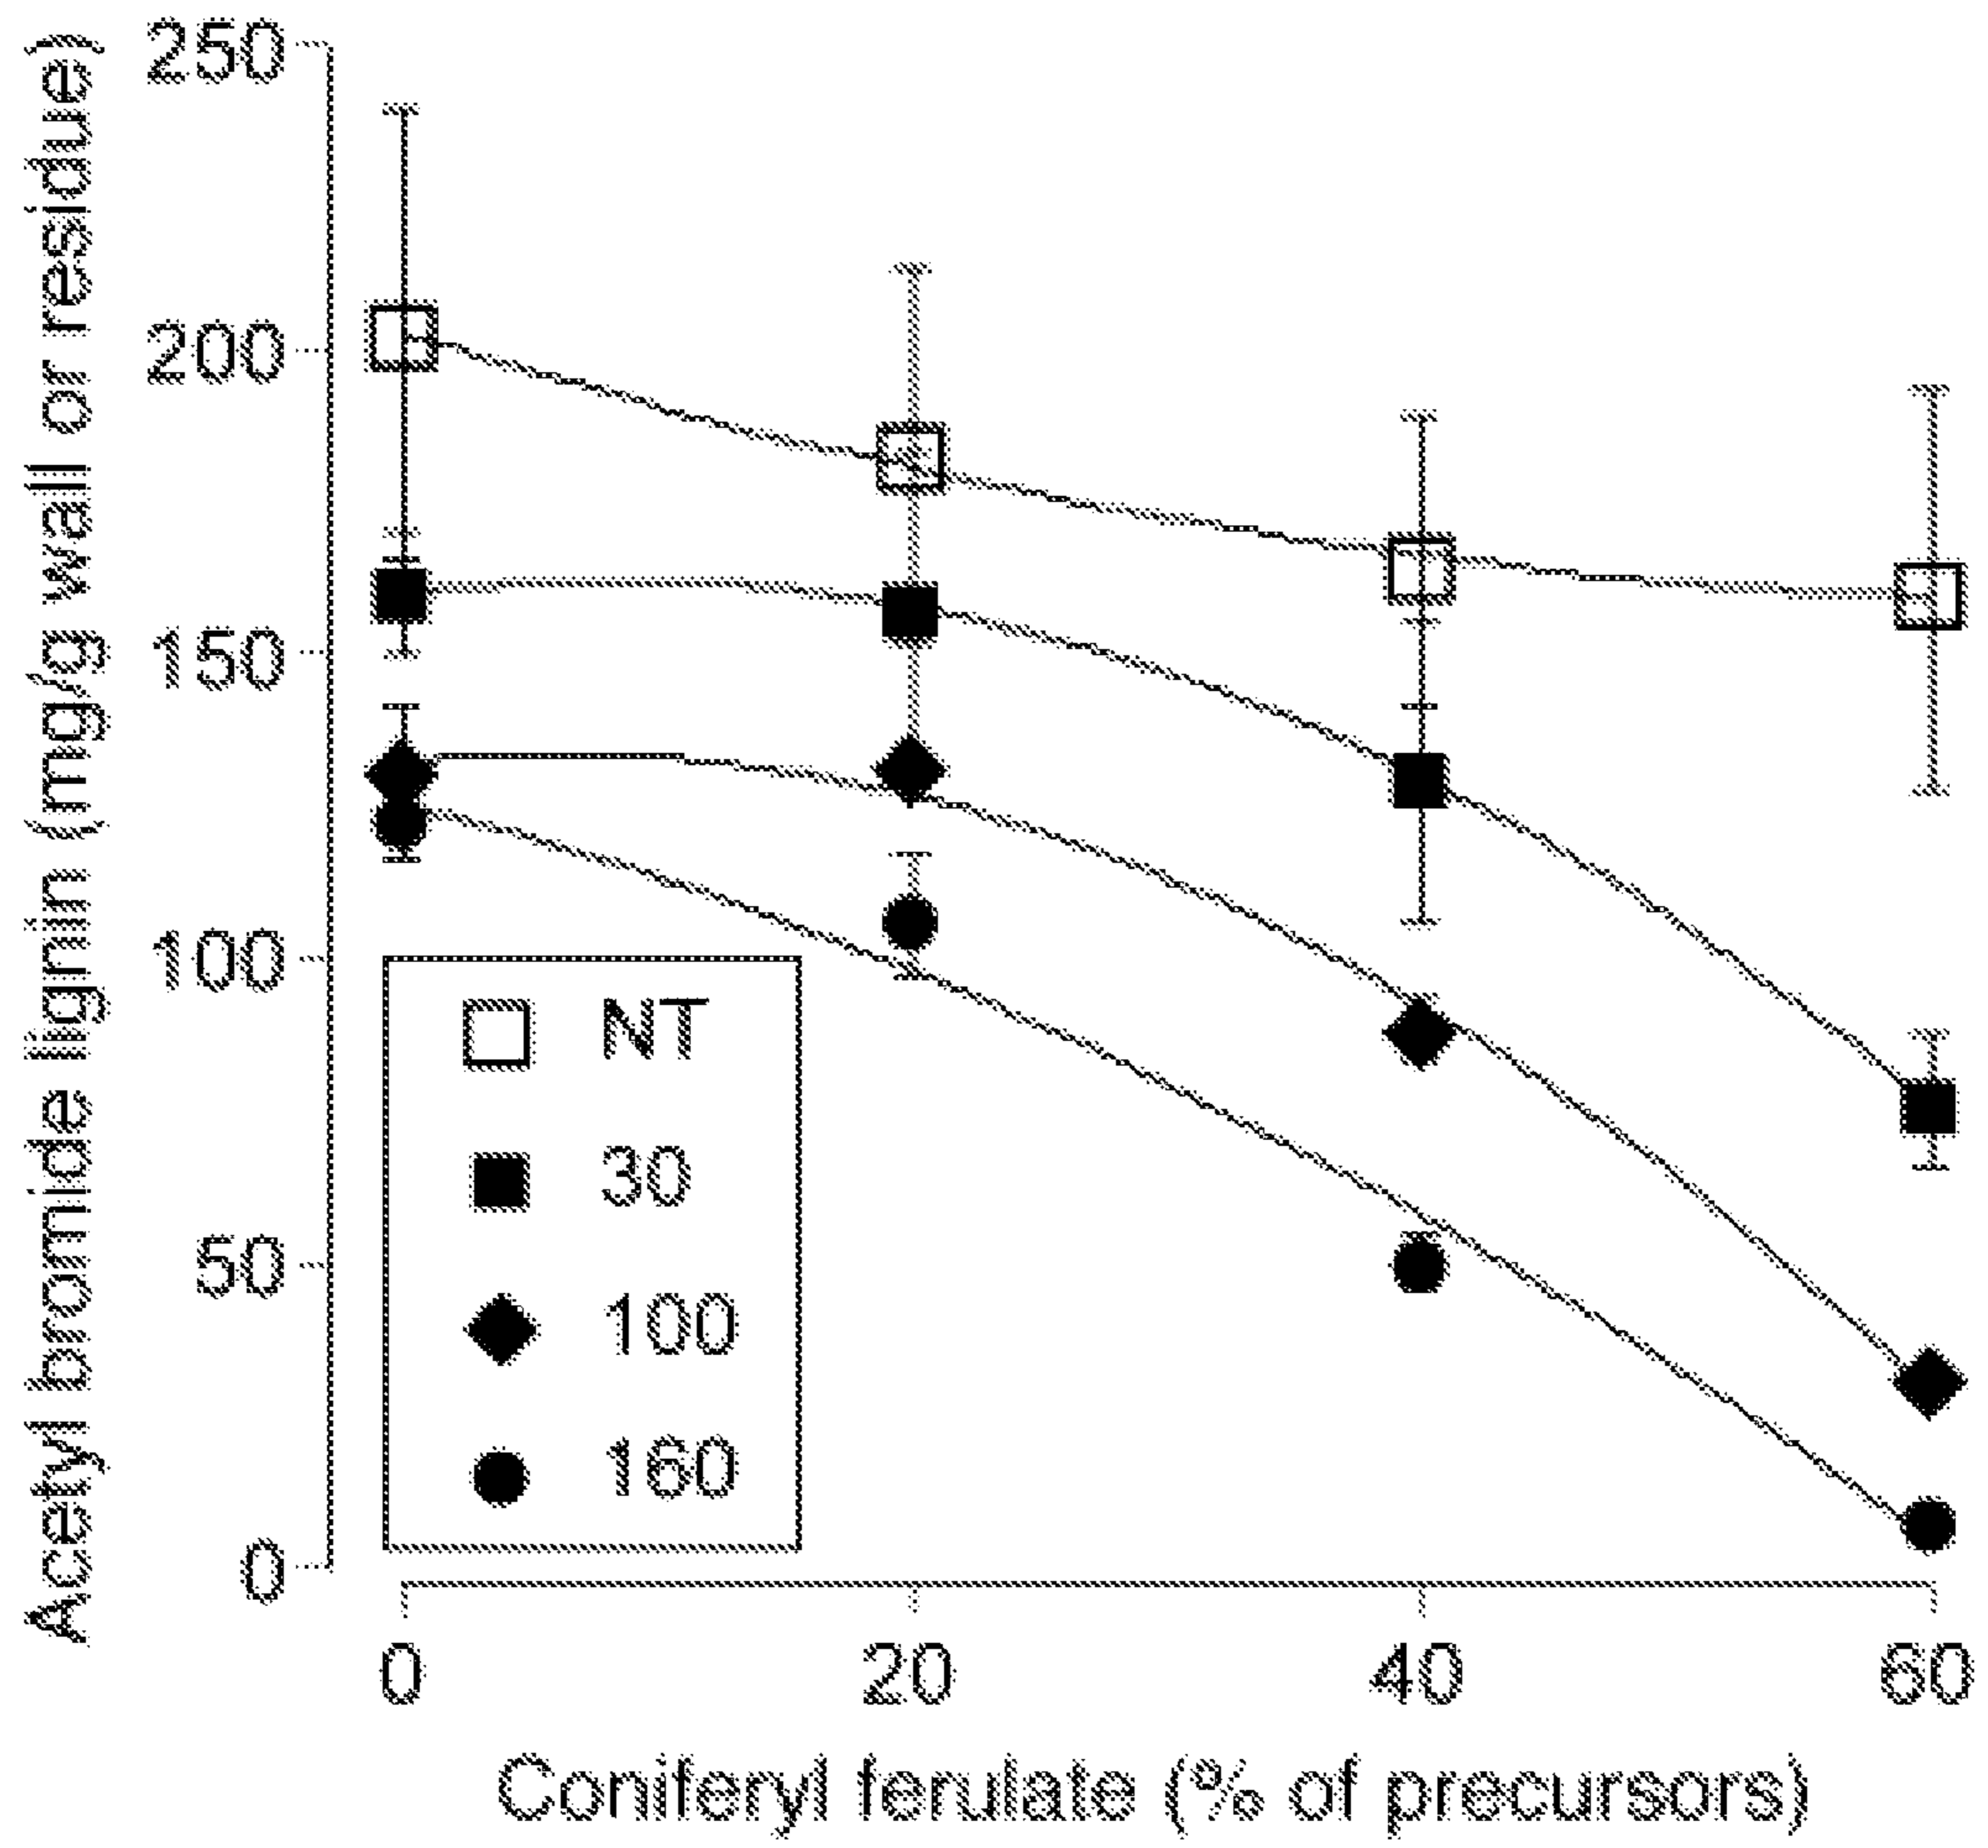 Acetyl bromide lignin (mg/g wall or residue)
250
200
150
100
50
0
NT
30
100
160
0 20 40 60
Coniferyl ferulate (% of precursors)